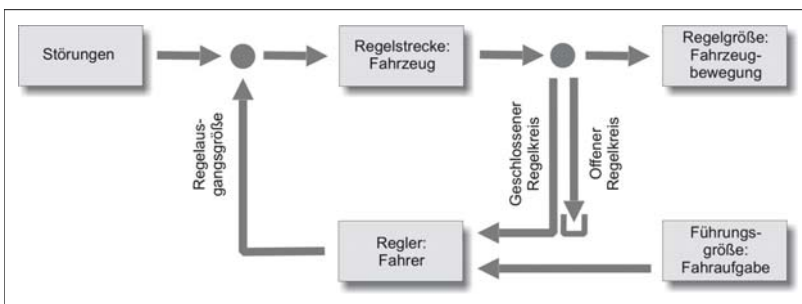 Störungen
Regelstrecke:
Fahrzeug
Regelgröße:
Fahrzeug-
bewegung
Regelaus-
gangsgröße
Geschlossener
Regelkreis
Offener
Regelkreis
Regler:
Fahrer
Führungs-
größe:
Fahraufgabe